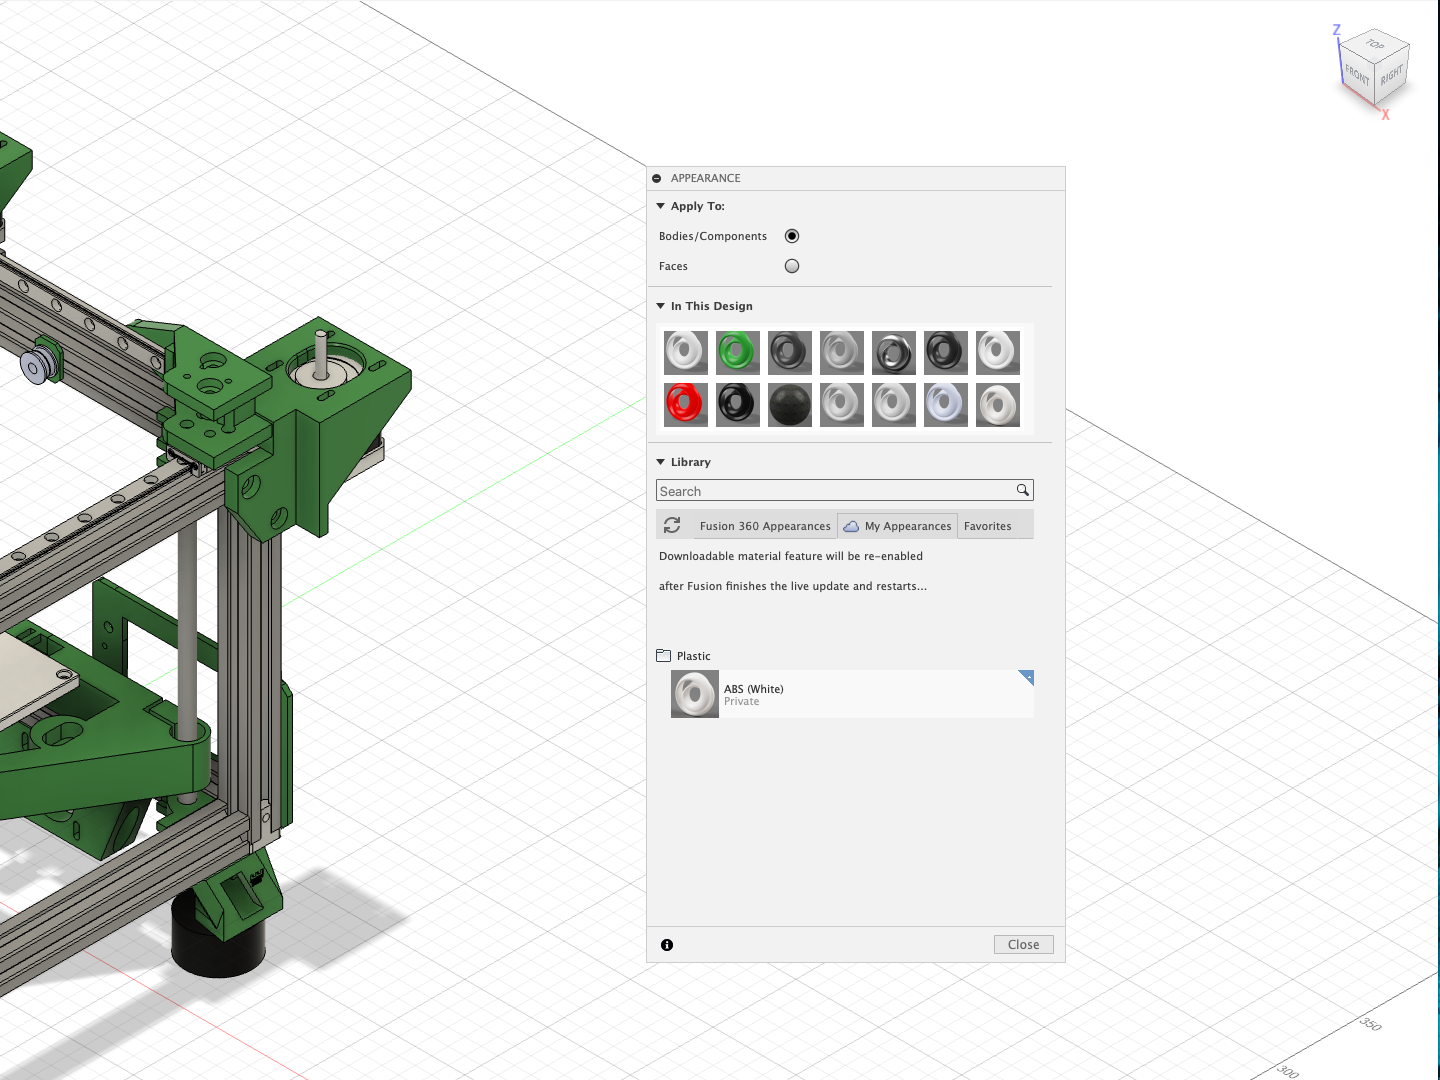 Z
TOP
FRONT
RIGHT
X
APPEARANCE
Apply To:
Bodies/Components
Faces
In This Design
Library
Search
Fusion 360 Appearances
My Appearances
Favorites
Downloadable material feature will be re-enabled
after Fusion finishes the live update and restarts...
Plastic
ABS (White)
Private
Close
350
300